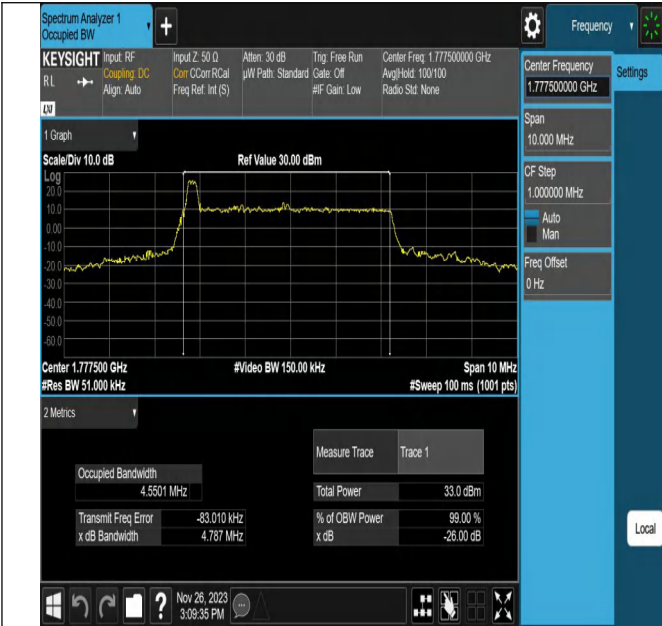 Spectrum Analyzer 1
Occupied BW
+
Frequency
KEYSIGHT
RL
LXI
Input: RF
Coupling: DC
Align: Auto
Input Z: 50 Ω
Corr CCorr RCal
Freq Ref: Int (S)
Atten: 30 dB
µW Path: Standard
Trig: Free Run
Gate: Off
#IF Gain: Low
Center Freq: 1.777500000 GHz
Avg|Hold: 100/100
Radio Std: None
Center Frequency
1.777500000 GHz
Settings
Span
10.000 MHz
CF Step
1.000000 MHz
Auto
Man
Freq Offset
0 Hz
1 Graph
Scale/Div 10.0 dB
Ref Value 30.00 dBm
Log
20.0
10.0
0.00
-10.0
-20.0
-30.0
-40.0
-50.0
-60.0
Center 1.777500 GHz
#Video BW 150.00 kHz
Span 10 MHz
#Res BW 51.000 kHz
#Sweep 100 ms (1001 pts)
2 Metrics
Measure Trace
Trace 1
Occupied Bandwidth
4.5501 MHz
Total Power
33.0 dBm
Transmit Freq Error
-83.010 kHz
% of OBW Power
99.00 %
x dB Bandwidth
4.787 MHz
x dB
-26.00 dB
Local
?
Nov 26, 2023
3:09:35 PM